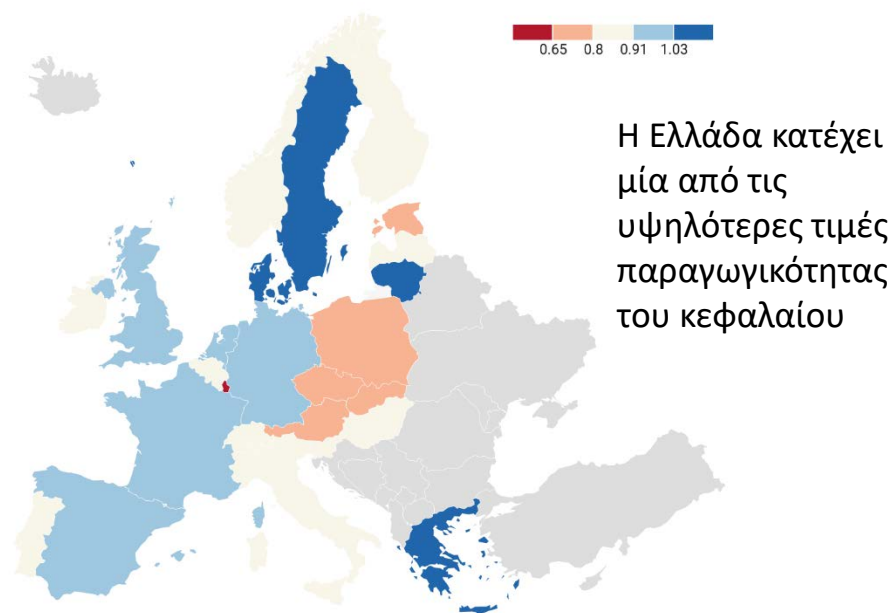 0.65 0.8 0.91 1.03
Η Ελλάδα κατέχει
μία από τις
υψηλότερες τιμές
παραγωγικότητας
του κεφαλαίου